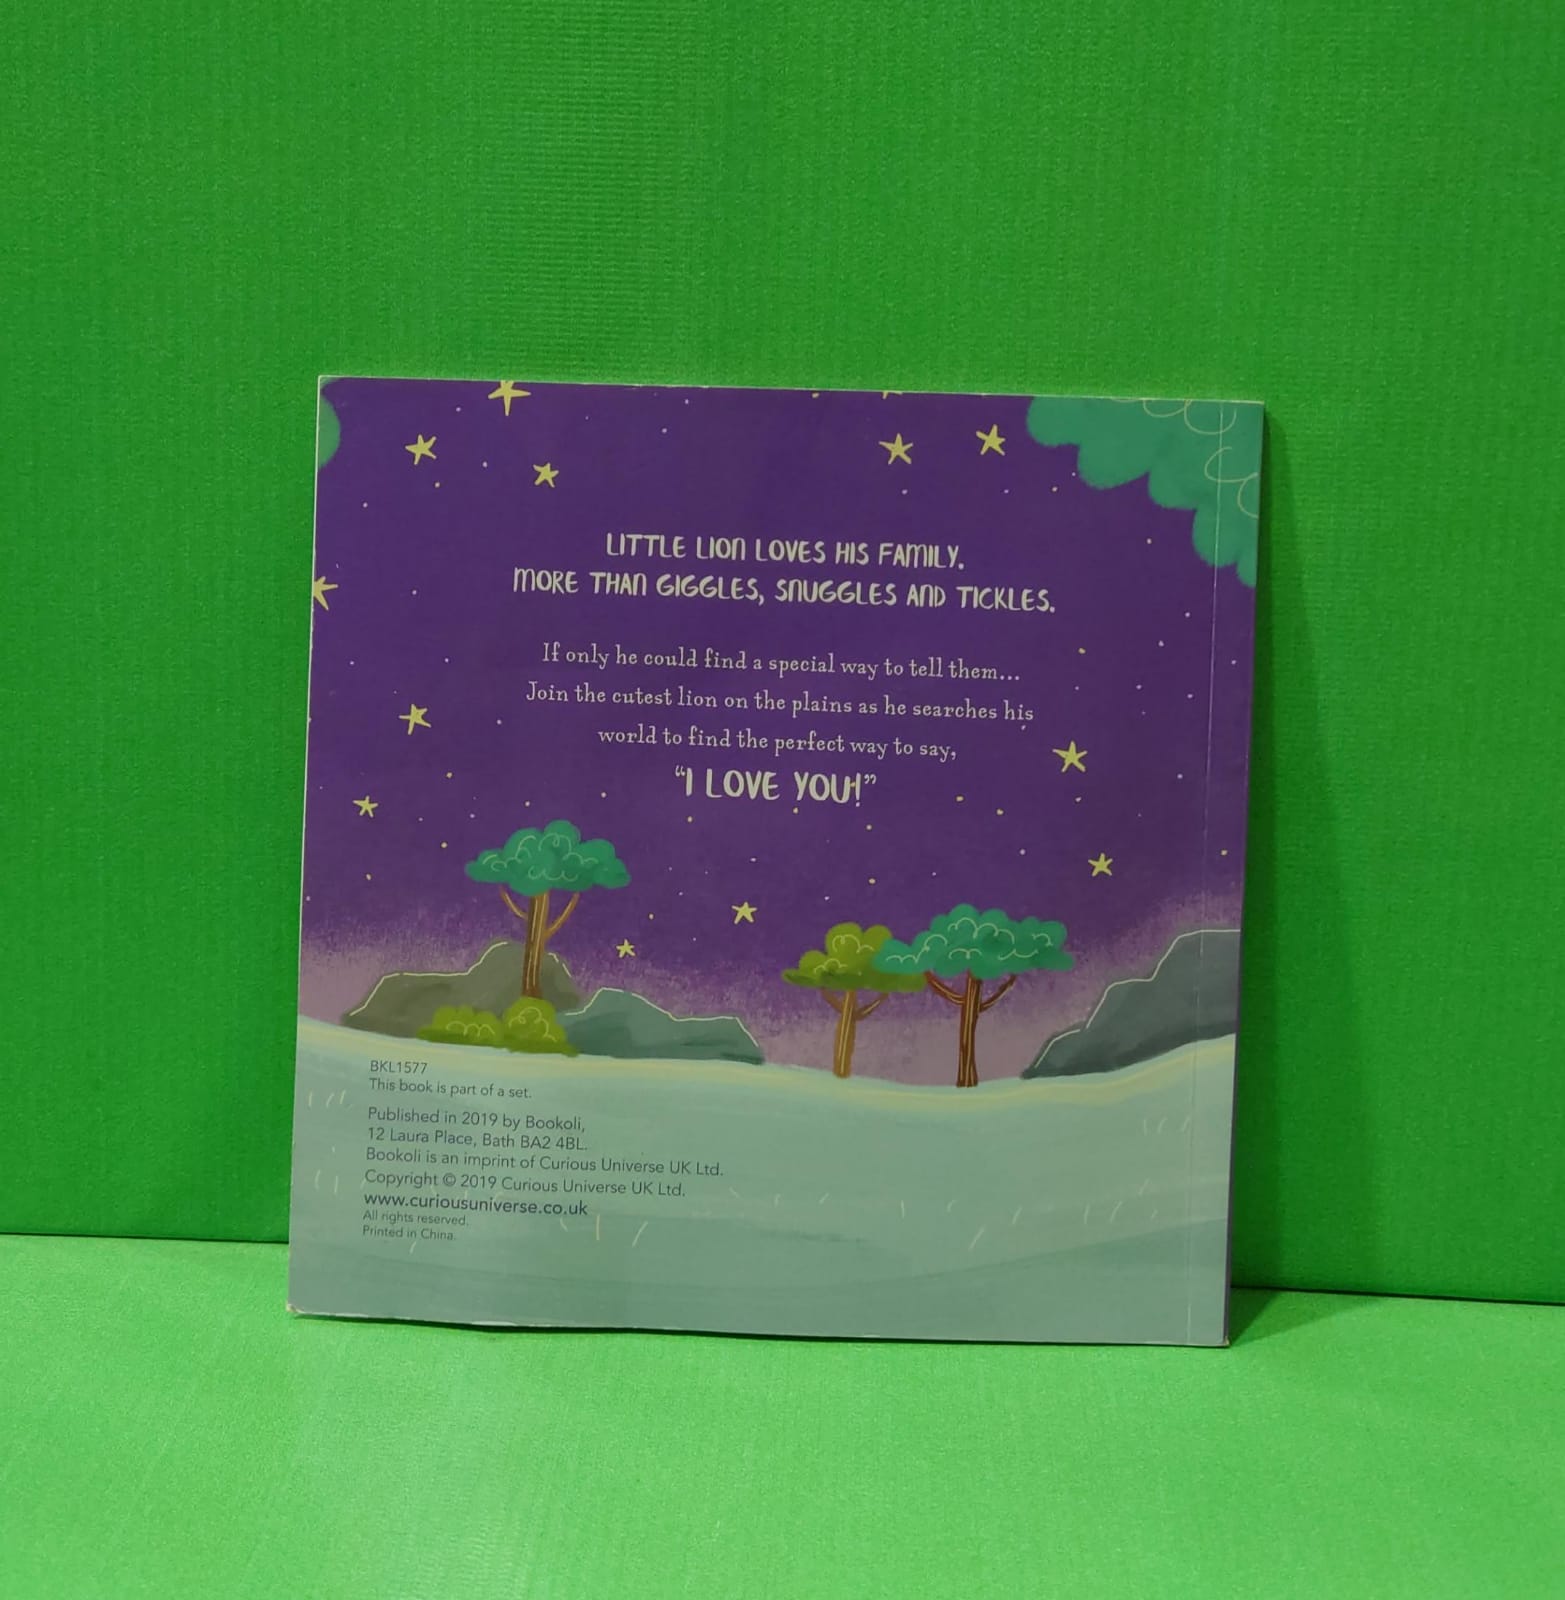 LITTLE LION LOVES HIS FAMILY.
MORE THAN GIGGLES, SNUGGLES AND TICKLES.
If only he could find a special way to tell them...
Join the cutest lion on the plains as he searches his
world to find the perfect way to say,
“I LOVE YOU!”
BKL1577
This book is part of a set.
Published in 2019 by Bookoli,
12 Laura Place, Bath BA2 4BL.
Bookoli is an imprint of Curious Universe UK Ltd.
Copyright © 2019 Curious Universe UK Ltd.
www.curiousuniverse.co.uk
All rights reserved.
Printed in China.